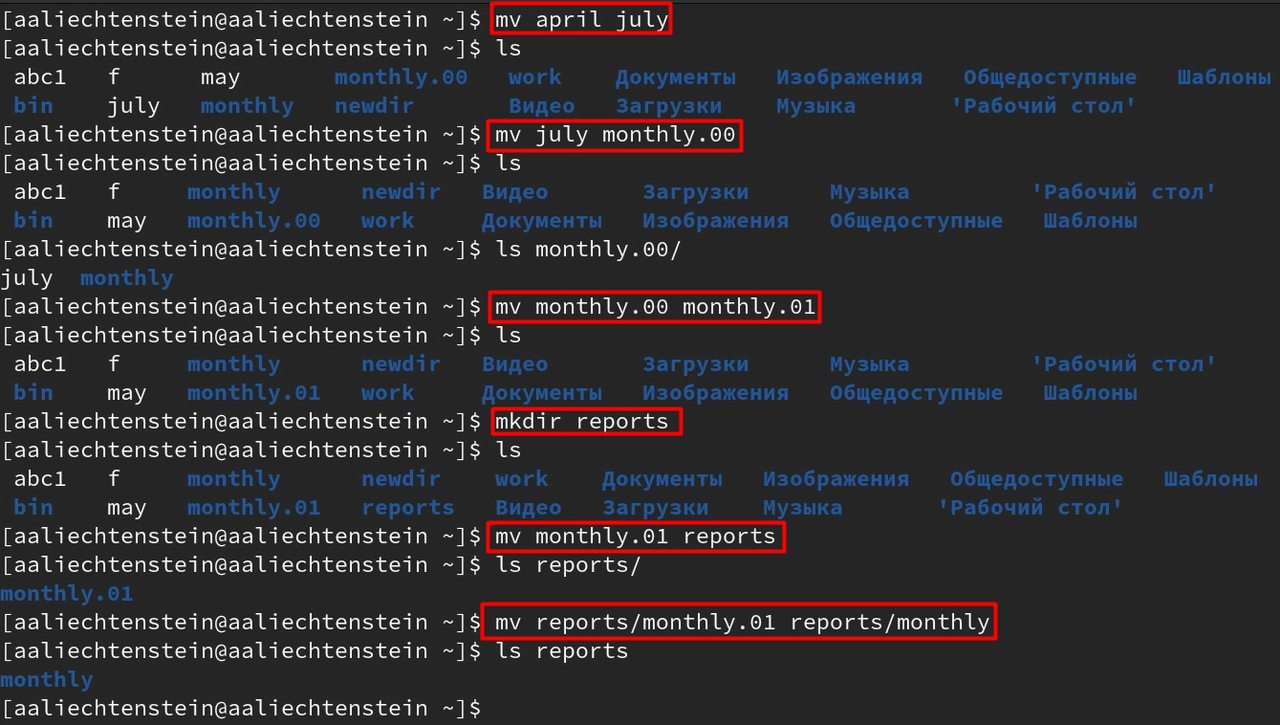 [aaliechtenstein@aaliechtenstein ~]$ mv april july
[aaliechtenstein@aaliechtenstein ~]$ ls
abc1 f may monthly.00 work Документы Изображения Общедоступные Шаблоны
bin july monthly newdir Видео Загрузки Музыка 'Рабочий стол'
[aaliechtenstein@aaliechtenstein ~]$ mv july monthly.00
[aaliechtenstein@aaliechtenstein ~]$ ls
abc1 f monthly newdir Видео Загрузки Музыка 'Рабочий стол'
bin may monthly.00 work Документы Изображения Общедоступные Шаблоны
[aaliechtenstein@aaliechtenstein ~]$ ls monthly.00/
july monthly
[aaliechtenstein@aaliechtenstein ~]$ mv monthly.00 monthly.01
[aaliechtenstein@aaliechtenstein ~]$ ls
abc1 f monthly newdir Видео Загрузки Музыка 'Рабочий стол'
bin may monthly.01 work Документы Изображения Общедоступные Шаблоны
[aaliechtenstein@aaliechtenstein ~]$ mkdir reports
[aaliechtenstein@aaliechtenstein ~]$ ls
abc1 f monthly newdir work Документы Изображения Общедоступные Шаблоны
bin may monthly.01 reports Видео Загрузки Музыка 'Рабочий стол'
[aaliechtenstein@aaliechtenstein ~]$ mv monthly.01 reports
[aaliechtenstein@aaliechtenstein ~]$ ls reports/
monthly.01
[aaliechtenstein@aaliechtenstein ~]$ mv reports/monthly.01 reports/monthly
[aaliechtenstein@aaliechtenstein ~]$ ls reports
monthly
[aaliechtenstein@aaliechtenstein ~]$